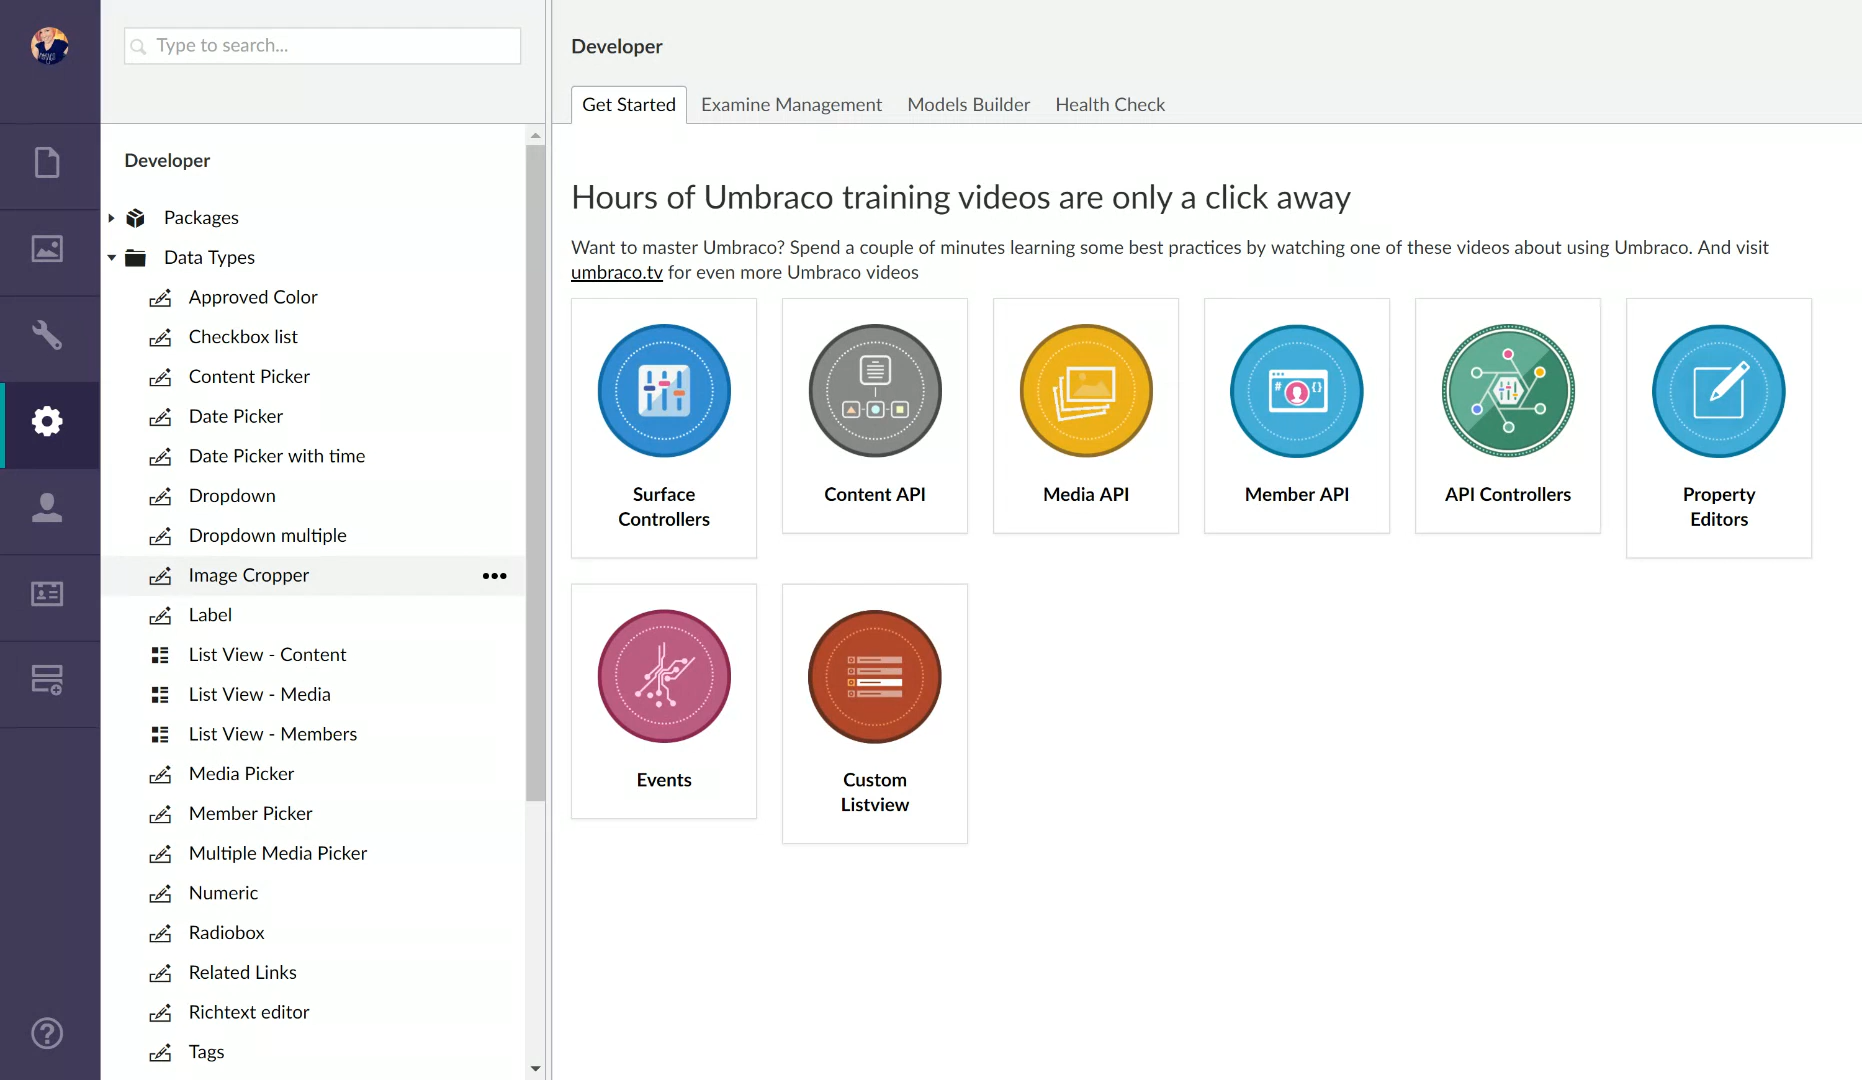 Type to search...
Developer
Packages
Data Types
Approved Color
Checkbox list
Content Picker
Date Picker
Date Picker with time
Dropdown
Dropdown multiple
Image Cropper
Label
List View - Content
List View - Media
List View - Members
Media Picker
Member Picker
Multiple Media Picker
Numeric
Radiobox
Related Links
Richtext editor
Tags
Developer
Get Started
Examine Management
Models Builder
Health Check
Hours of Umbraco training videos are only a click away
Want to master Umbraco? Spend a couple of minutes learning some best practices by watching one of these videos about using Umbraco. And visit
umbraco.tv for even more Umbraco videos
Surface
Controllers
Content API
Media API
Member API
API Controllers
Property
Editors
Events
Custom
Listview